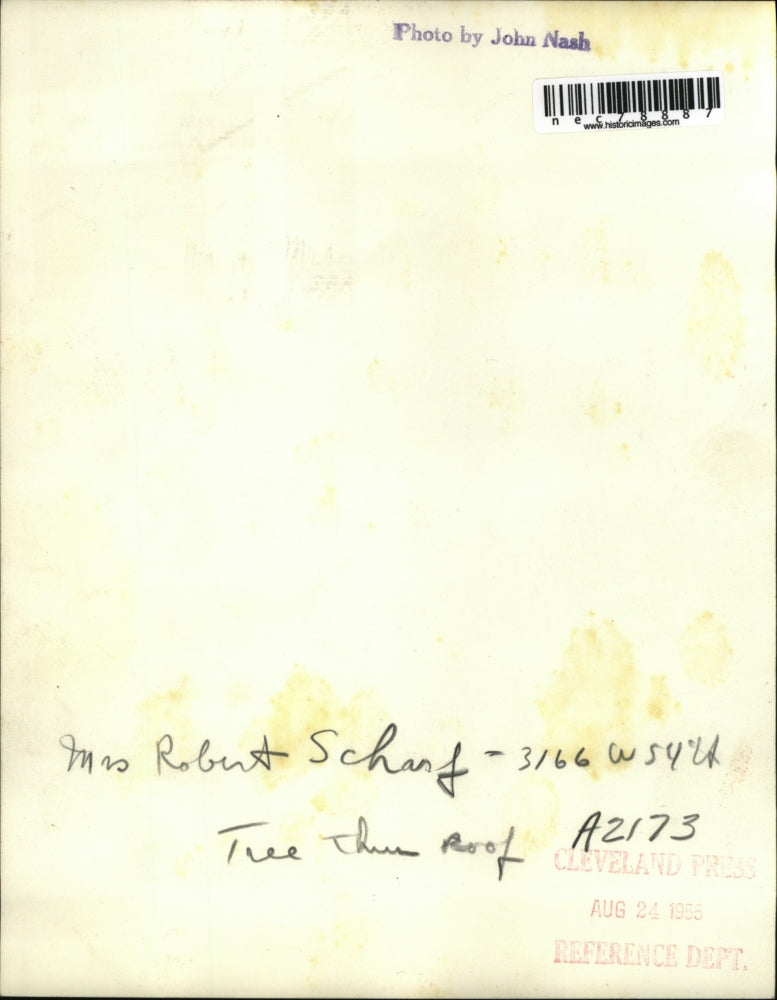 Photo by John Nash
nec78887
www.historicimages.com
Mrs Robert Scharf - 3166 W 54th
Tree thru Roof
A2173
CLEVELAND PRESS
AUG 24 1955
REFERENCE DEPT.